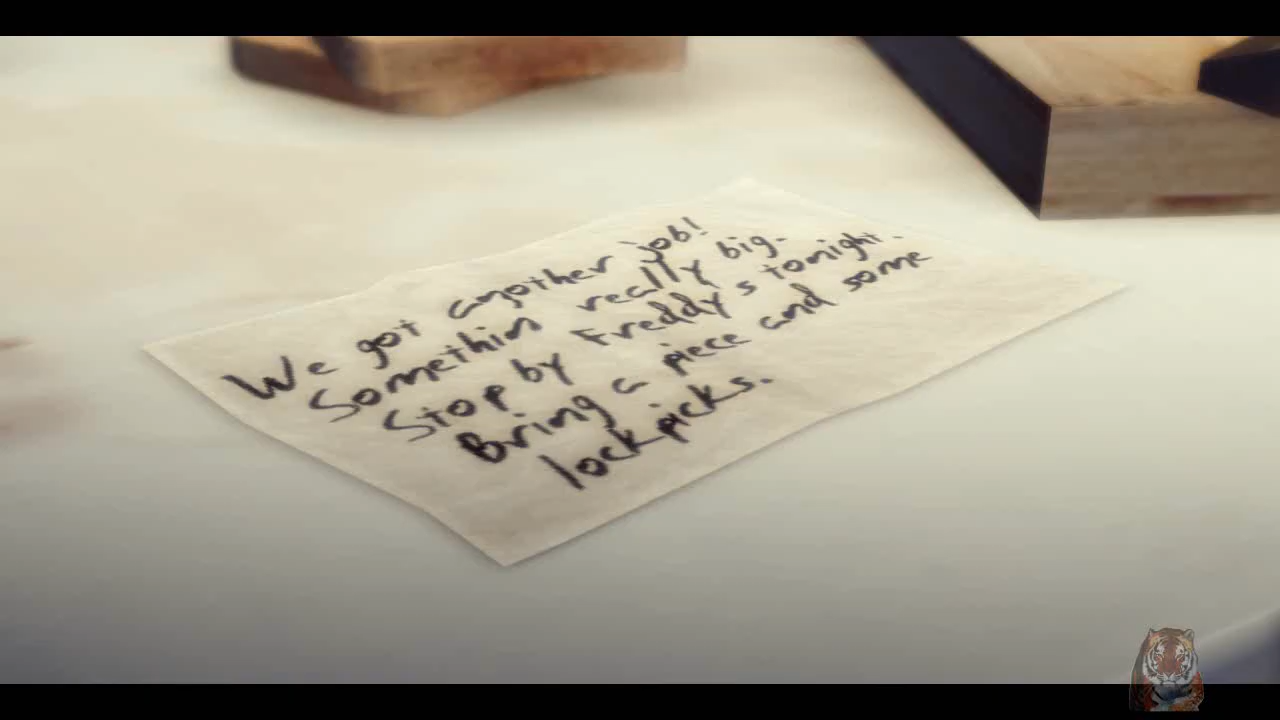 We got another job!
Somethin really big.
Stop by Freddy's tonight.
Bring a piece and some
lockpicks.